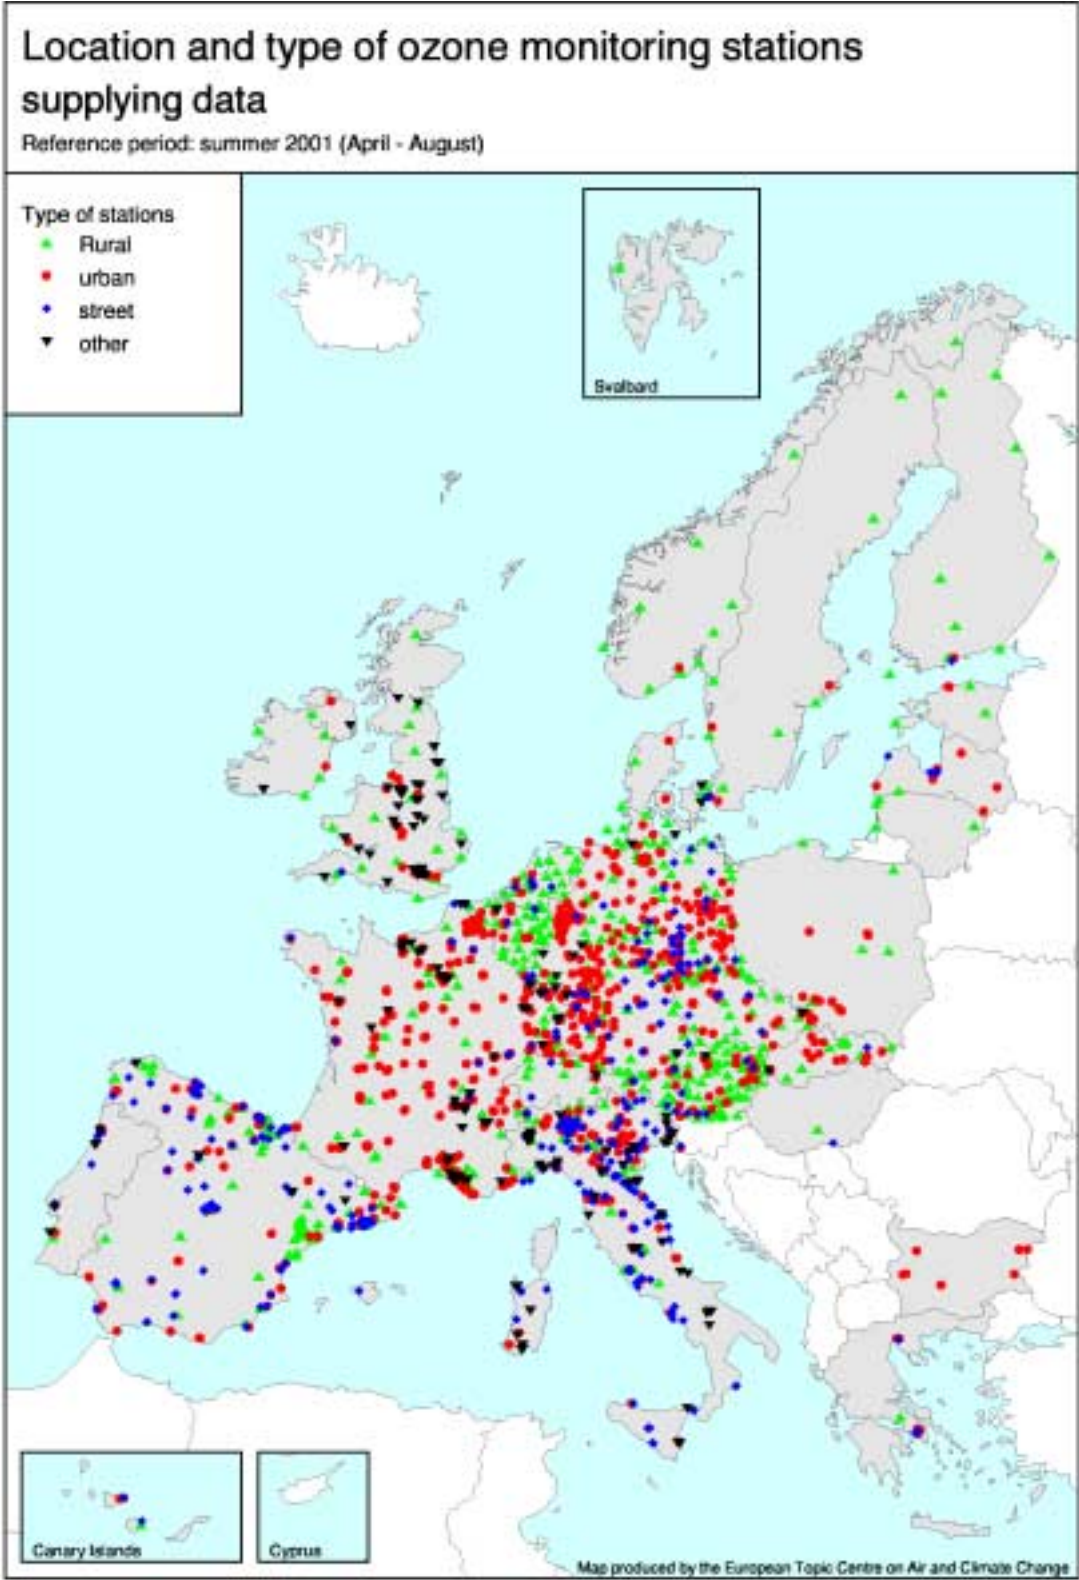 Location and type of ozone monitoring stations
supplying data
Reference period: summer 2001 (April - August)
Type of stations
Rural
urban
street
other
Svalbard
Canary Islands
Cyprus
Map produced by the European Topic Centre on Air and Climate Change